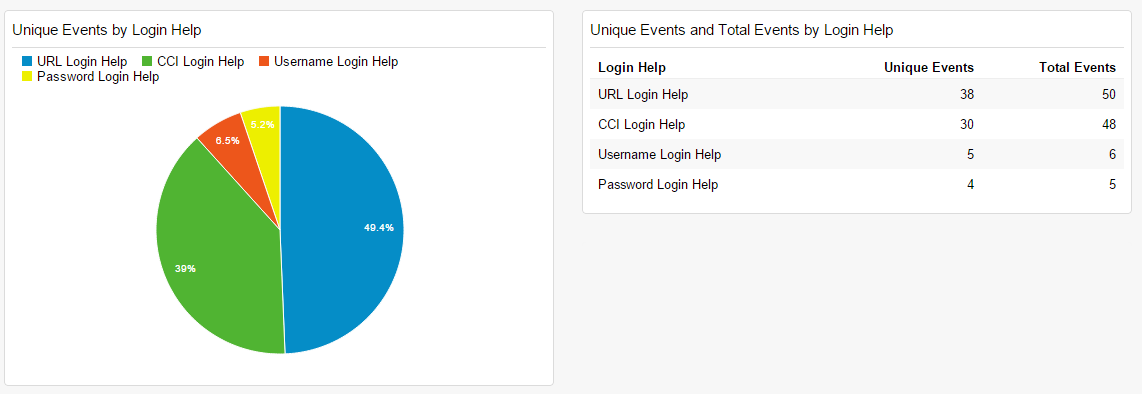 Unique Events by Login Help
URL Login Help CCI Login Help Username Login Help
Password Login Help
5.2%
6.5%
49.4%
39%
Unique Events and Total Events by Login Help
Login Help Unique Events Total Events
URL Login Help 38 50
CCI Login Help 30 48
Username Login Help 5 6
Password Login Help 4 5